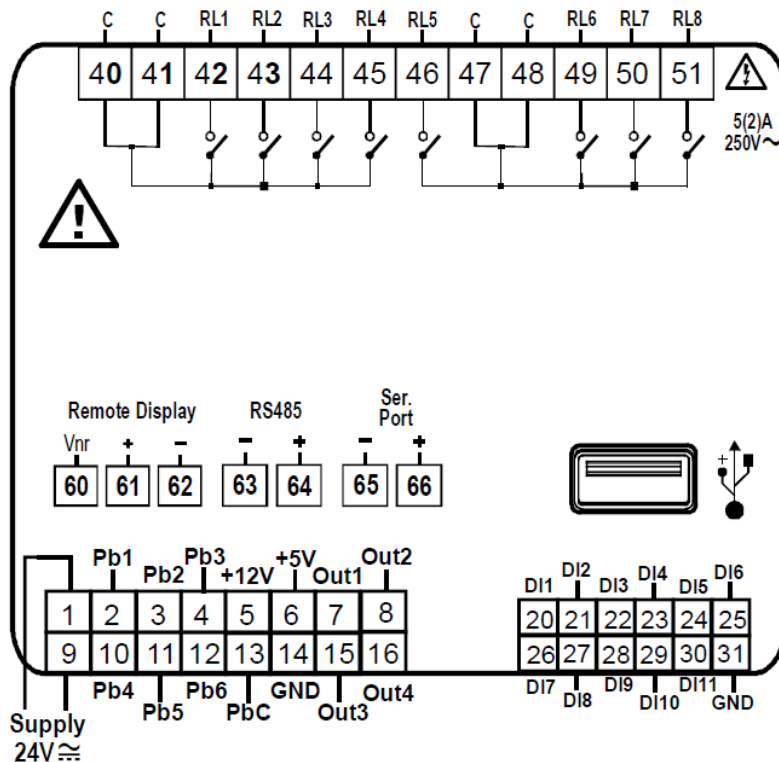 C C RL1 RL2 RL3 RL4 RL5 C C RL6 RL7 RL8
40 41 42 43 44 45 46 47 48 49 50 51
5(2)A
250V~
!
Remote Display RS485 Ser.
Port
Vnr + − − + − +
60 61 62 63 64 65 66
+
Pb1 Pb2 Pb3 +12V +5V Out1 Out2
1 2 3 4 5 6 7 8
9 10 11 12 13 14 15 16
Pb4 Pb5 Pb6 PbC GND Out3 Out4
Supply
24V≂
DI1 DI2 DI3 DI4 DI5 DI6
20 21 22 23 24 25
26 27 28 29 30 31
DI7 DI8 DI9 DI10 DI11 GND